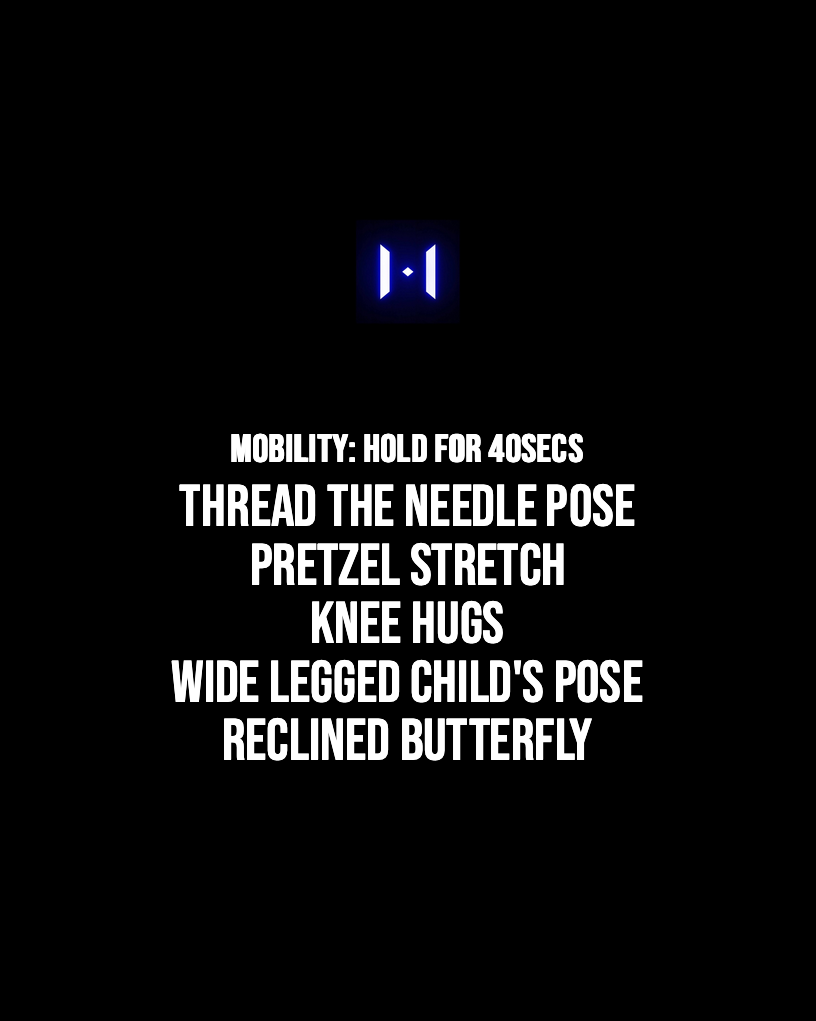 MOBILITY: HOLD FOR 40SECS
THREAD THE NEEDLE POSE
PRETZEL STRETCH
KNEE HUGS
WIDE LEGGED CHILD'S POSE
RECLINED BUTTERFLY